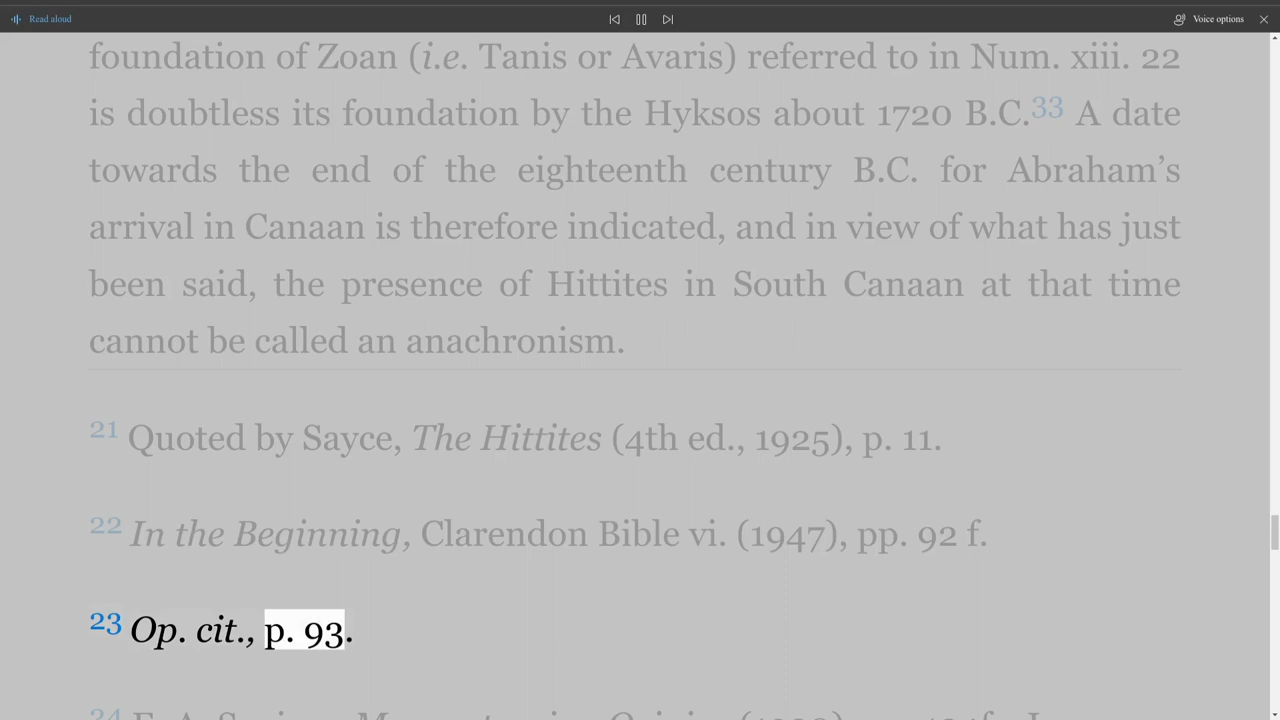 Read aloud
Voice options
foundation of Zoan (i.e. Tanis or Avaris) referred to in Num. xiii. 22
is doubtless its foundation by the Hyksos about 1720 B.C.33 A date
towards the end of the eighteenth century B.C. for Abraham’s
arrival in Canaan is therefore indicated, and in view of what has just
been said, the presence of Hittites in South Canaan at that time
cannot be called an anachronism.
21 Quoted by Sayce, The Hittites (4th ed., 1925), p. 11.
22 In the Beginning, Clarendon Bible vi. (1947), pp. 92 f.
23 Op. cit., p. 93.
24 E. A.